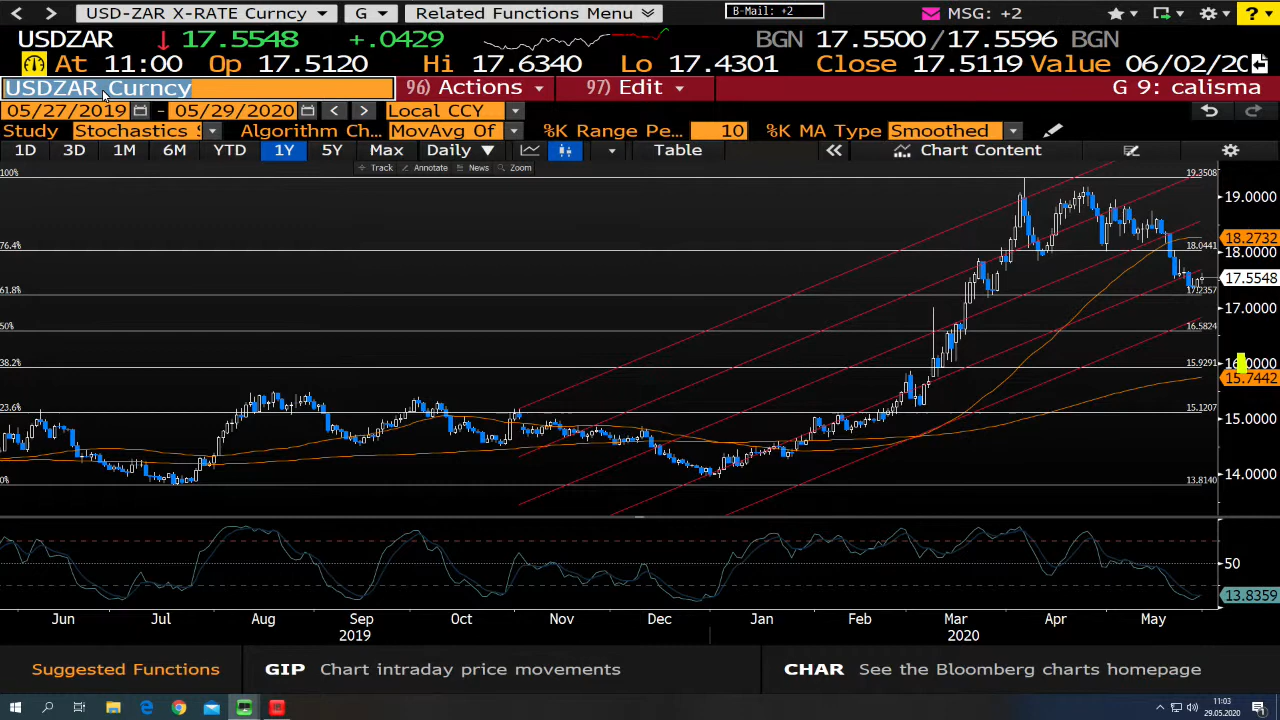 USD-ZAR X-RATE Curncy G Related Functions Menu B-Mail: +2 MSG: +2 ?
USDZAR 17.5548 +.0429 BGN 17.5500 / 17.5596 BGN
At 11:00 Op 17.5120 Hi 17.6340 Lo 17.4301 Close 17.5119 Value 06/02/20
USDZAR Curncy 96) Actions 97) Edit G 9: calisma
05/27/2019 - 05/29/2020 < > Local CCY
Study Stochastics Algorithm Ch... MovAvg Of %K Range Pe... 10 %K MA Type Smoothed
1D 3D 1M 6M YTD 1Y 5Y Max Daily ▼ Table « Chart Content
Track Annotate News Zoom
100% 19.3508
19.0000
18.2732
76.4% 18.0441
18.0000
17.5548
61.8% 17.2357
17.0000
50% 16.5824
38.2% 15.9291
15.7442
23.6% 15.1207
15.0000
14.0000
0% 13.8140
50
13.8359
Jun Jul Aug Sep Oct Nov Dec Jan Feb Mar Apr May
2019 2020
Suggested Functions GIP Chart intraday price movements CHAR See the Bloomberg charts homepage
11:03
29.05.2020